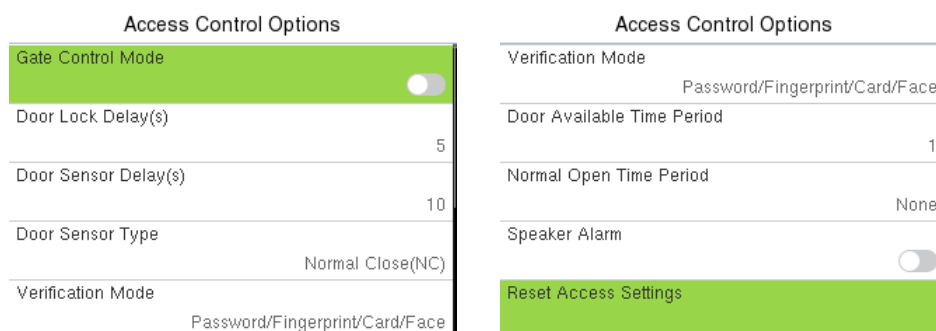 Access Control Options
Gate Control Mode
Door Lock Delay(s)
5
Door Sensor Delay(s)
10
Door Sensor Type
Normal Close(NC)
Verification Mode
Password/Fingerprint/Card/Face
Access Control Options
Verification Mode
Password/Fingerprint/Card/Face
Door Available Time Period
1
Normal Open Time Period
None
Speaker Alarm
Reset Access Settings